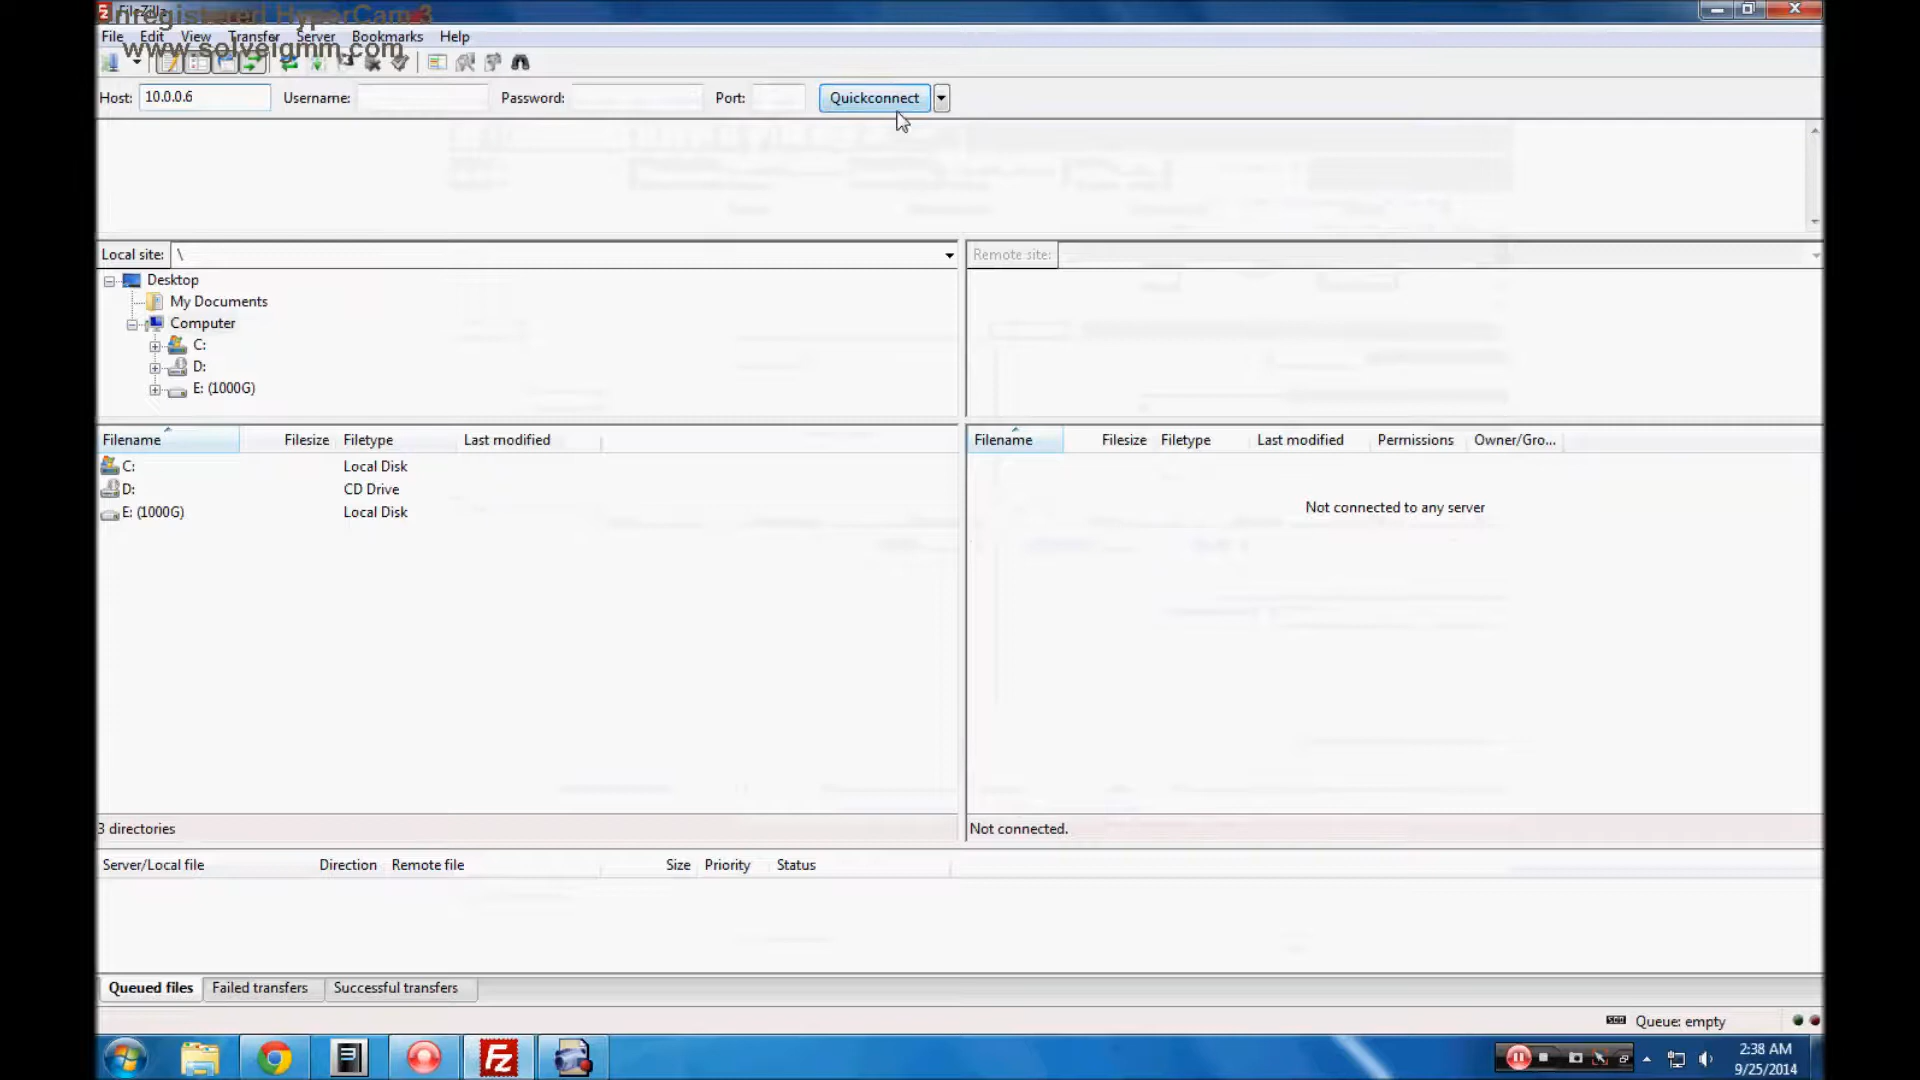 FileZilla
Unregistered HyperCam 3
File Edit View Transfer Server Bookmarks Help
www.solveigmm.com
Host: 10.0.0.6 Username: Password: Port: Quickconnect
Local site: \
Remote site:
Desktop
My Documents
Computer
C:
D:
E: (1000G)
Filename Filesize Filetype Last modified
Filename Filesize Filetype Last modified Permissions Owner/Gro...
C: Local Disk
D: CD Drive
E: (1000G) Local Disk
Not connected to any server
3 directories
Not connected.
Server/Local file Direction Remote file Size Priority Status
Queued files Failed transfers Successful transfers
Queue: empty
2:38 AM
9/25/2014